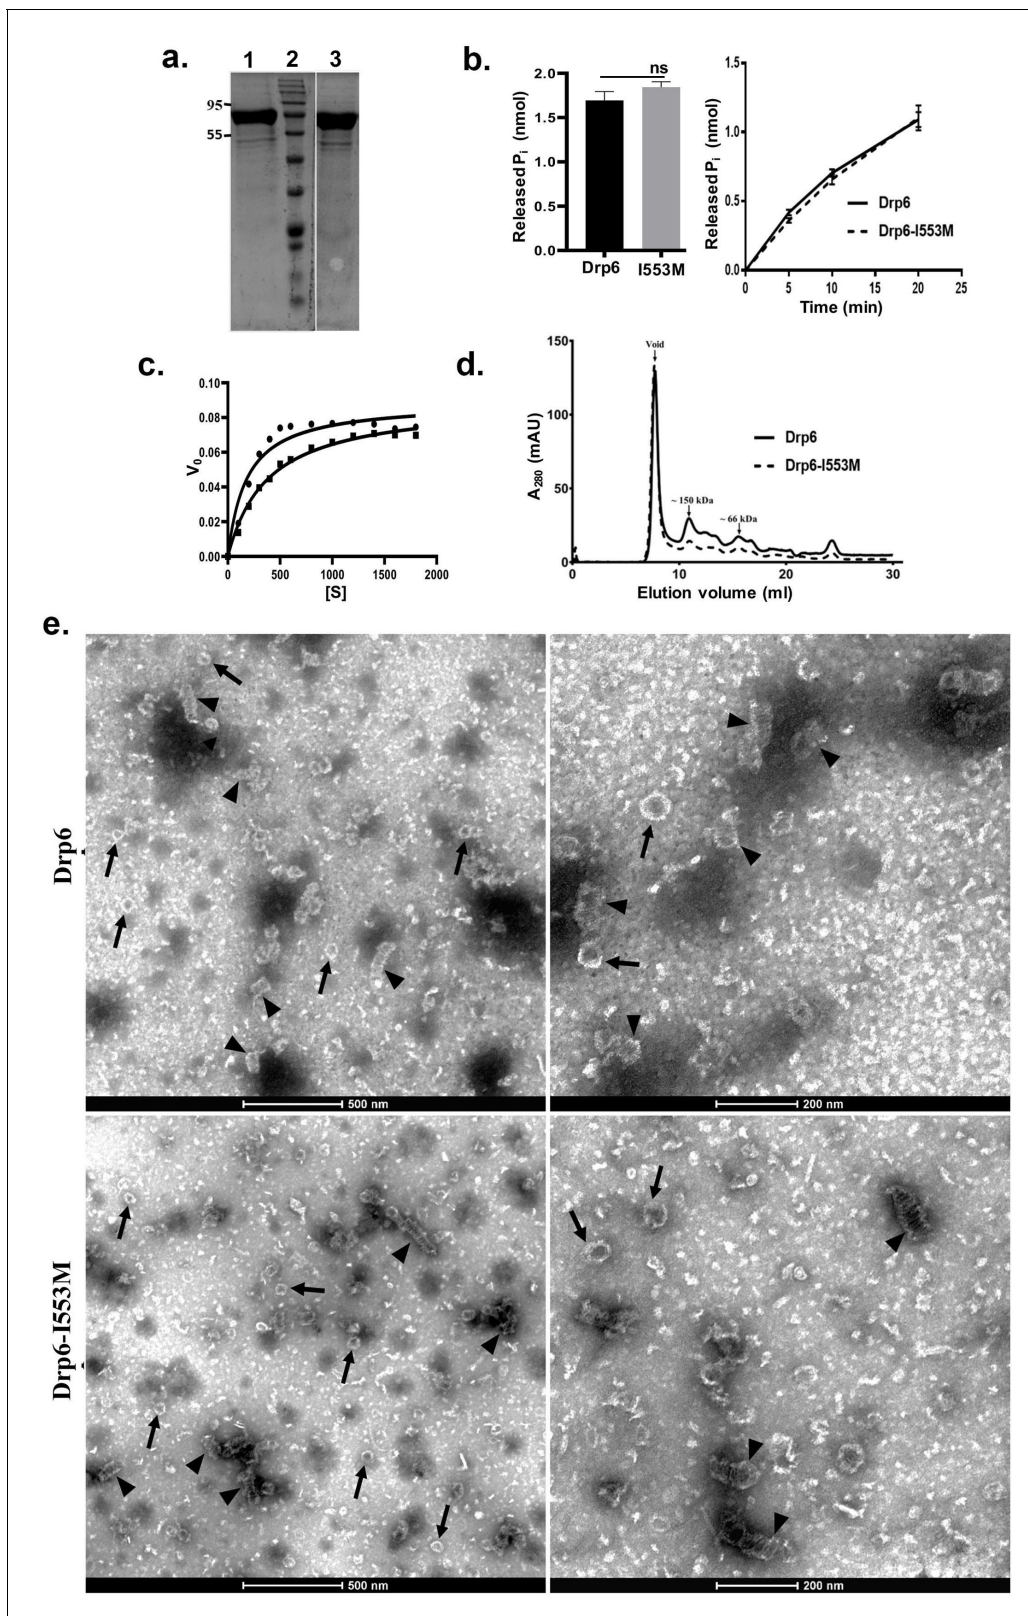 a.
1 2 3
95
55
b.
Released Pi (nmol)
2.0
1.5
1.0
0.5
0.0
ns
Drp6 I553M
Released Pi (nmol)
1.5
1.0
0.5
0.0
Drp6
Drp6-I553M
0 5 10 15 20 25
Time (min)
c.
V0
0.10
0.08
0.06
0.04
0.02
0.00
0 500 1000 1500 2000
[S]
d.
A280 (mAU)
150
100
50
0
Void
Drp6
Drp6-I553M
~ 150 kDa
~ 66 kDa
0 10 20 30
Elution volume (ml)
e.
Drp6
500 nm
200 nm
Drp6-I553M
500 nm
200 nm